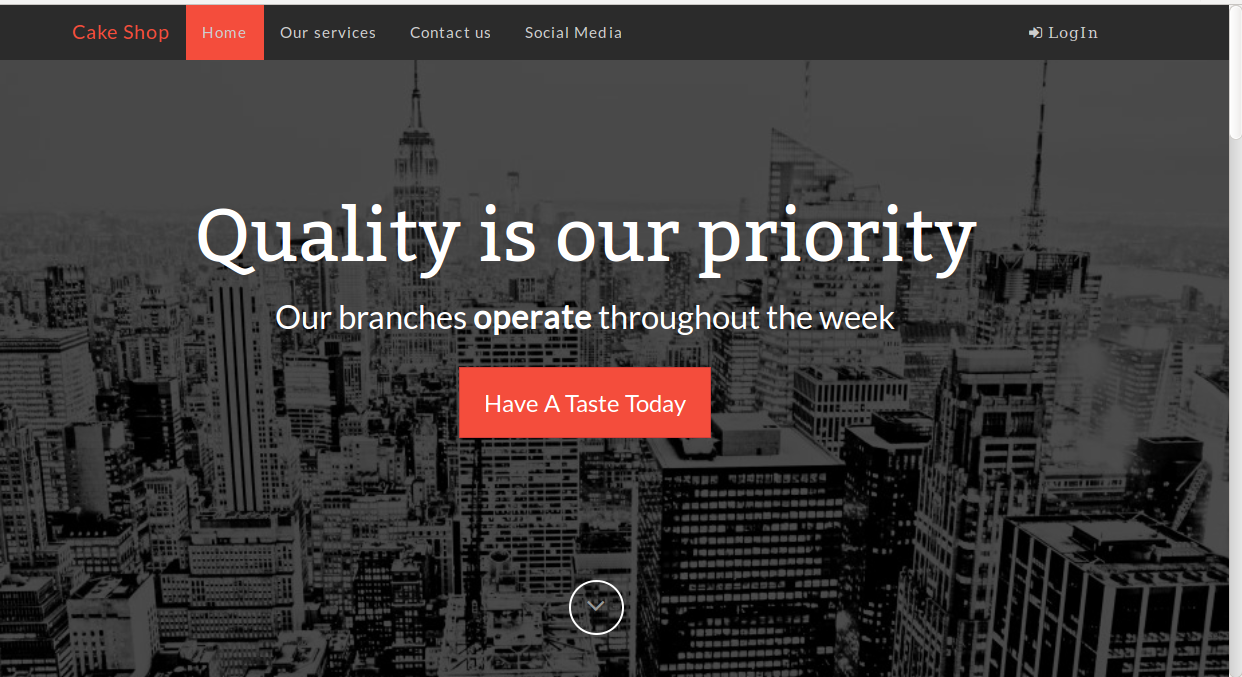 Cake Shop Home Our services Contact us Social Media LogIn
Quality is our priority
Our branches operate throughout the week
Have A Taste Today